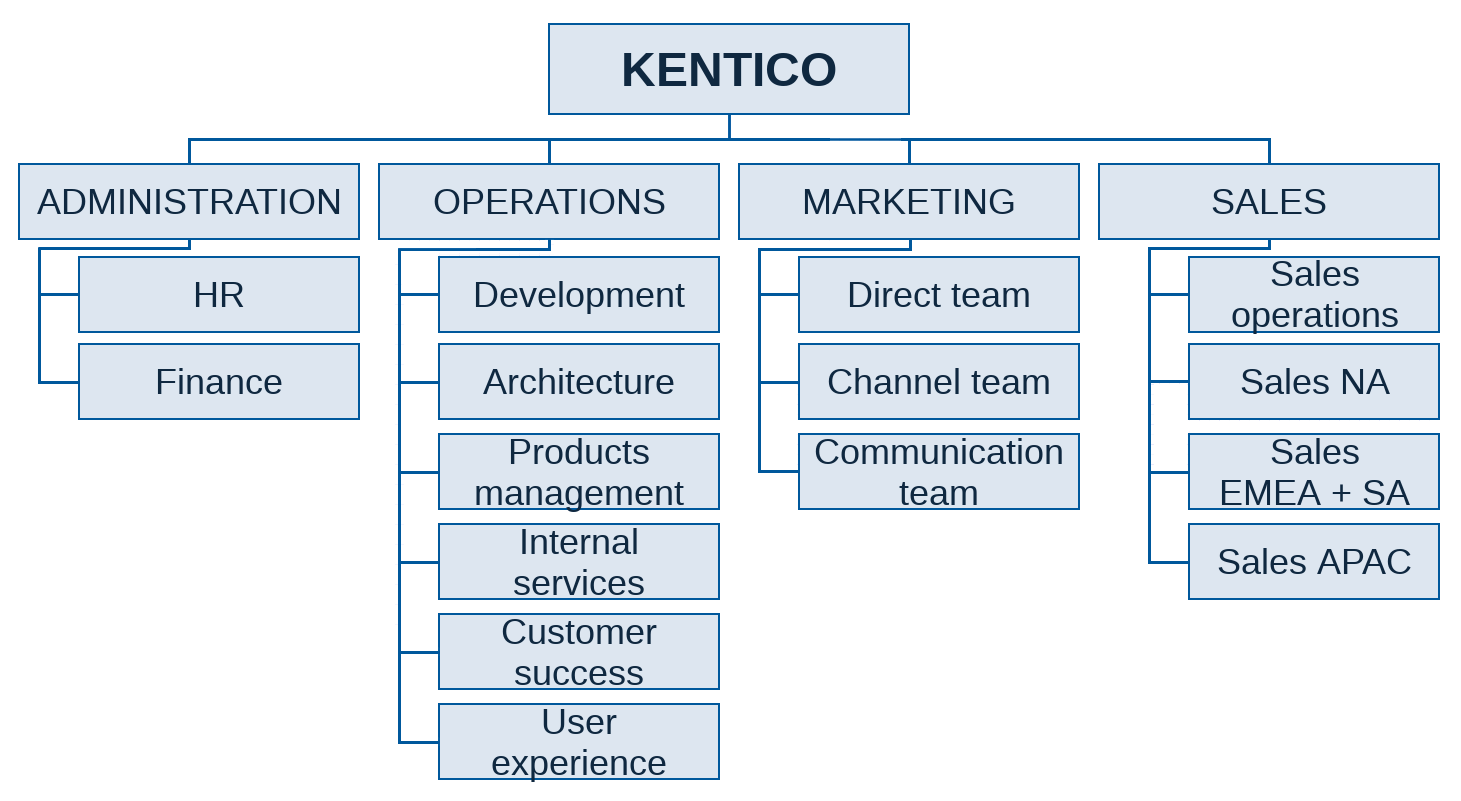 KENTICO
ADMINISTRATION
HR
Finance
OPERATIONS
Development
Architecture
Products
management
Internal
services
Customer
success
User
experience
MARKETING
Direct team
Channel team
Communication
team
SALES
Sales
operations
Sales NA
Sales
EMEA + SA
Sales APAC